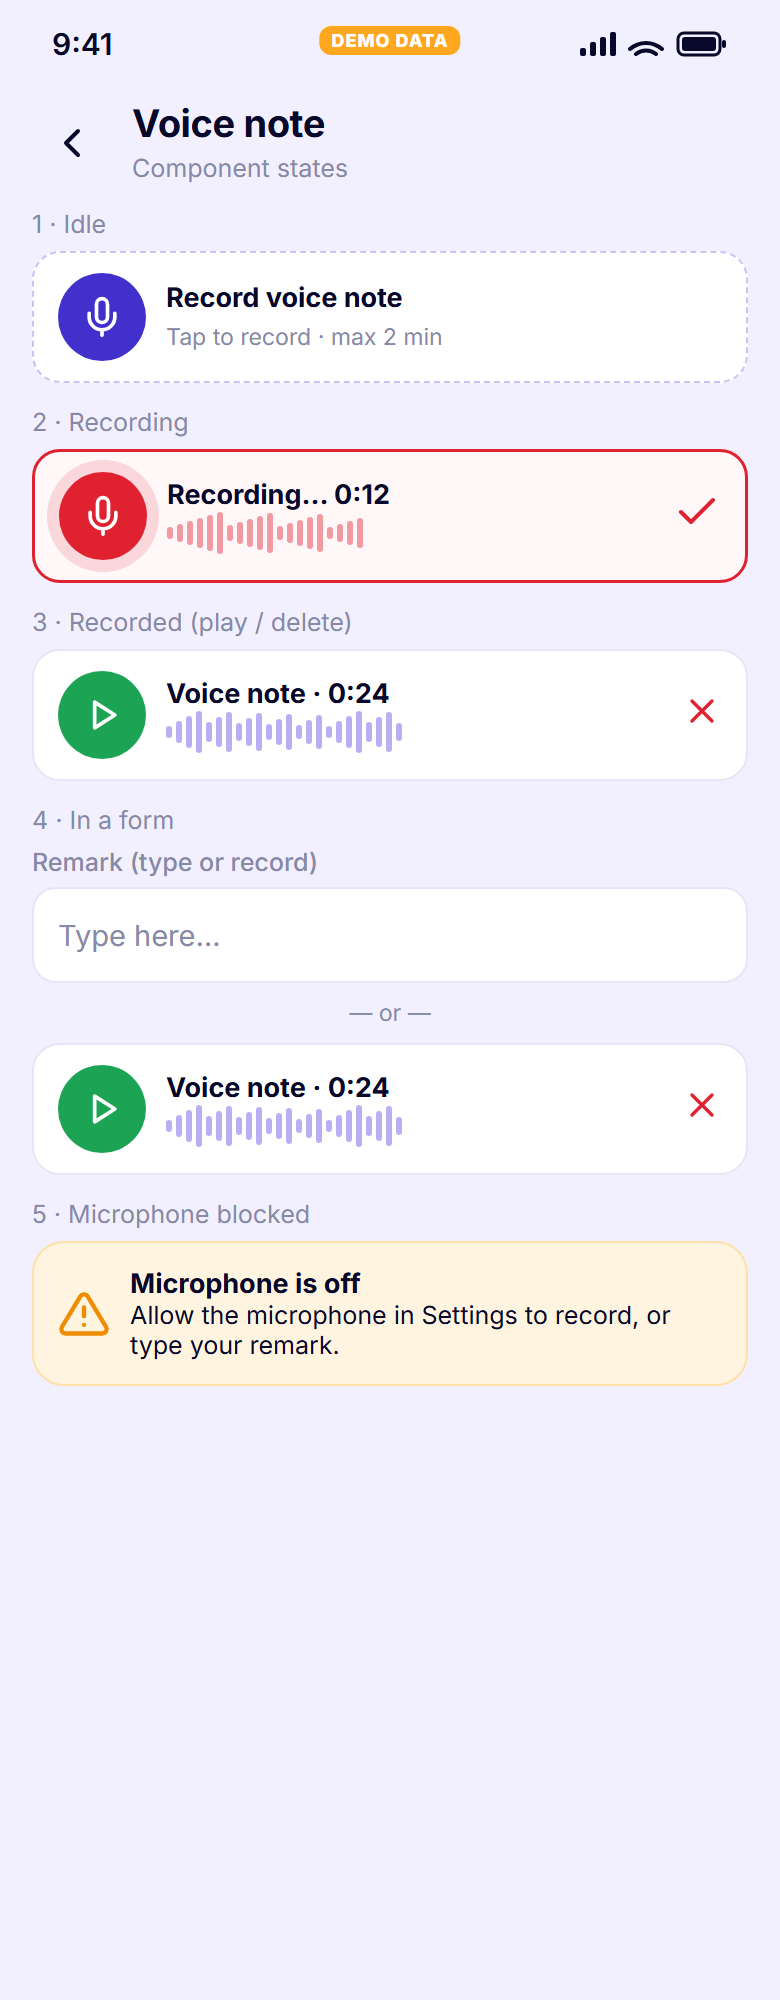 9:41
DEMO DATA
Voice note
Component states
1 · Idle
Record voice note
Tap to record · max 2 min
2 · Recording
Recording... 0:12
3 · Recorded (play / delete)
Voice note · 0:24
4 · In a form
Remark (type or record)
Type here...
— or —
Voice note · 0:24
5 · Microphone blocked
Microphone is off
Allow the microphone in Settings to record, or
type your remark.